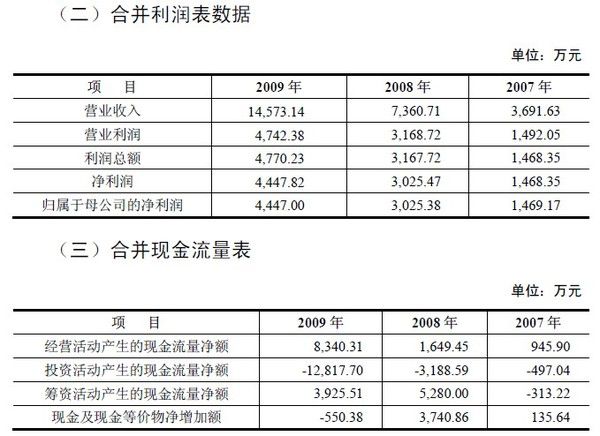 （二）合并利润表数据
单位：万元
项 目 2009 年 2008 年 2007 年
营业收入 14,573.14 7,360.71 3,691.63
营业利润 4,742.38 3,168.72 1,492.05
利润总额 4,770.23 3,167.72 1,468.35
净利润 4,447.82 3,025.47 1,468.35
归属于母公司的净利润 4,447.00 3,025.38 1,469.17
（三）合并现金流量表
单位：万元
项 目 2009 年 2008 年 2007 年
经营活动产生的现金流量净额 8,340.31 1,649.45 945.90
投资活动产生的现金流量净额 -12,817.70 -3,188.59 -497.04
筹资活动产生的现金流量净额 3,925.51 5,280.00 -313.22
现金及现金等价物净增加额 -550.38 3,740.86 135.64